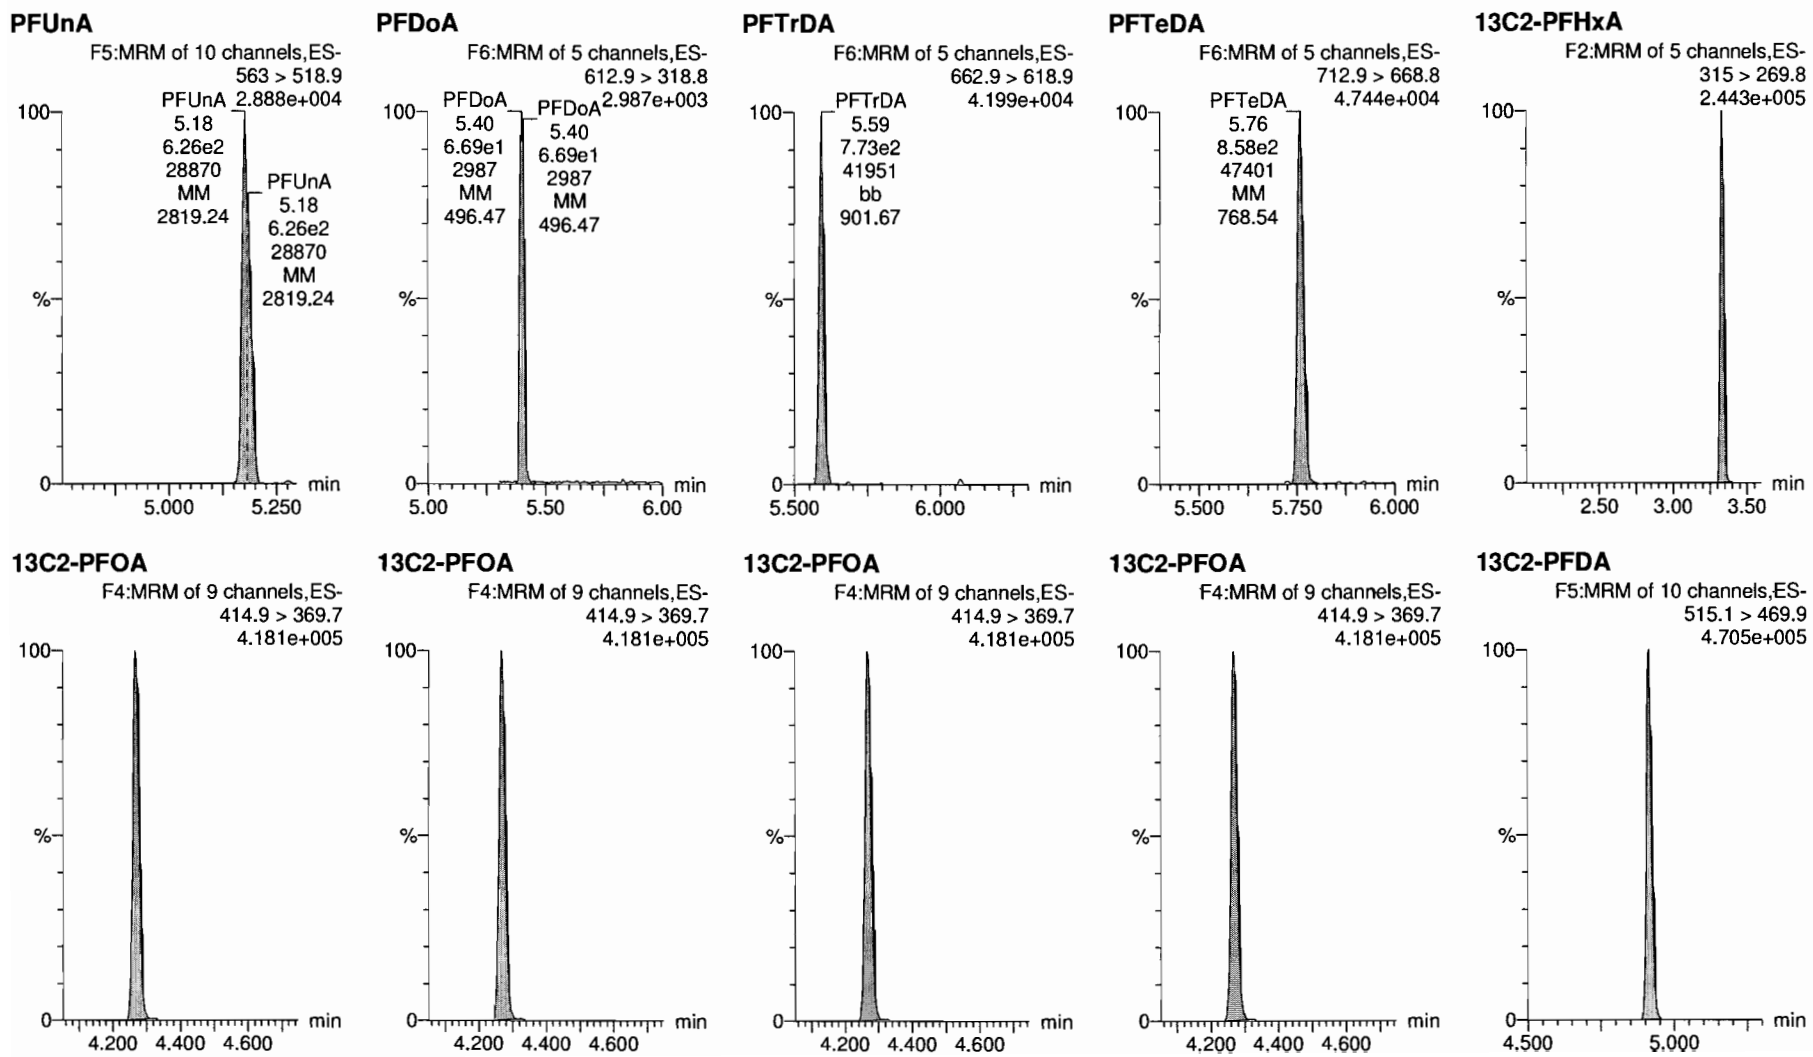 PFUnA
F5:MRM of 10 channels,ES-
563 > 518.9
2.888e+004
100
PFUnA
5.18
6.26e2
28870
MM
2819.24
PFUnA
5.18
6.26e2
28870
MM
2819.24
%
0
min
5.000 5.250
PFDoA
F6:MRM of 5 channels,ES-
612.9 > 318.8
2.987e+003
100
PFDoA
5.40
6.69e1
2987
MM
496.47
PFDoA
5.40
6.69e1
2987
MM
496.47
%
0
min
5.00 5.50 6.00
PFTrDA
F6:MRM of 5 channels,ES-
662.9 > 618.9
4.199e+004
100
PFTrDA
5.59
7.73e2
41951
bb
901.67
%
0
min
5.500 6.000
PFTeDA
F6:MRM of 5 channels,ES-
712.9 > 668.8
4.744e+004
100
PFTeDA
5.76
8.58e2
47401
MM
768.54
%
0
min
5.500 5.750 6.000
13C2-PFHxA
F2:MRM of 5 channels,ES-
315 > 269.8
2.443e+005
100
%
0
min
2.50 3.00 3.50
13C2-PFOA
F4:MRM of 9 channels,ES-
414.9 > 369.7
4.181e+005
100
%
0
min
4.200 4.400 4.600
13C2-PFOA
F4:MRM of 9 channels,ES-
414.9 > 369.7
4.181e+005
100
%
0
min
4.200 4.400 4.600
13C2-PFOA
F4:MRM of 9 channels,ES-
414.9 > 369.7
4.181e+005
100
%
0
min
4.200 4.400 4.600
13C2-PFOA
F4:MRM of 9 channels,ES-
414.9 > 369.7
4.181e+005
100
%
0
min
4.200 4.400 4.600
13C2-PFDA
F5:MRM of 10 channels,ES-
515.1 > 469.9
4.705e+005
100
%
0
min
4.500 5.000